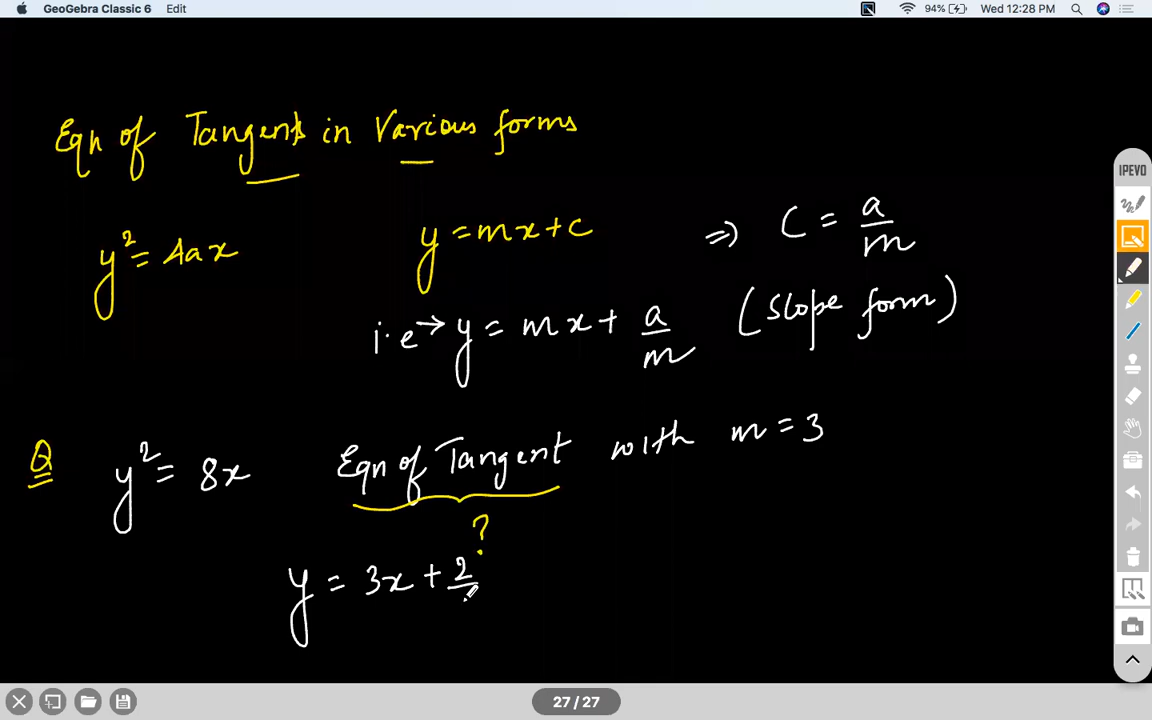 GeoGebra Classic 6 Edit 94% Wed 12:28 PM
Eqn of Tangents in Various forms
IPEVO
y² = 4ax y = mx + c ⇒ C = a/m
i.e → y = mx + a/m (slope form)
Q y² = 8x Eqn of Tangent with m = 3
?
y = 3x + 2/
27 / 27